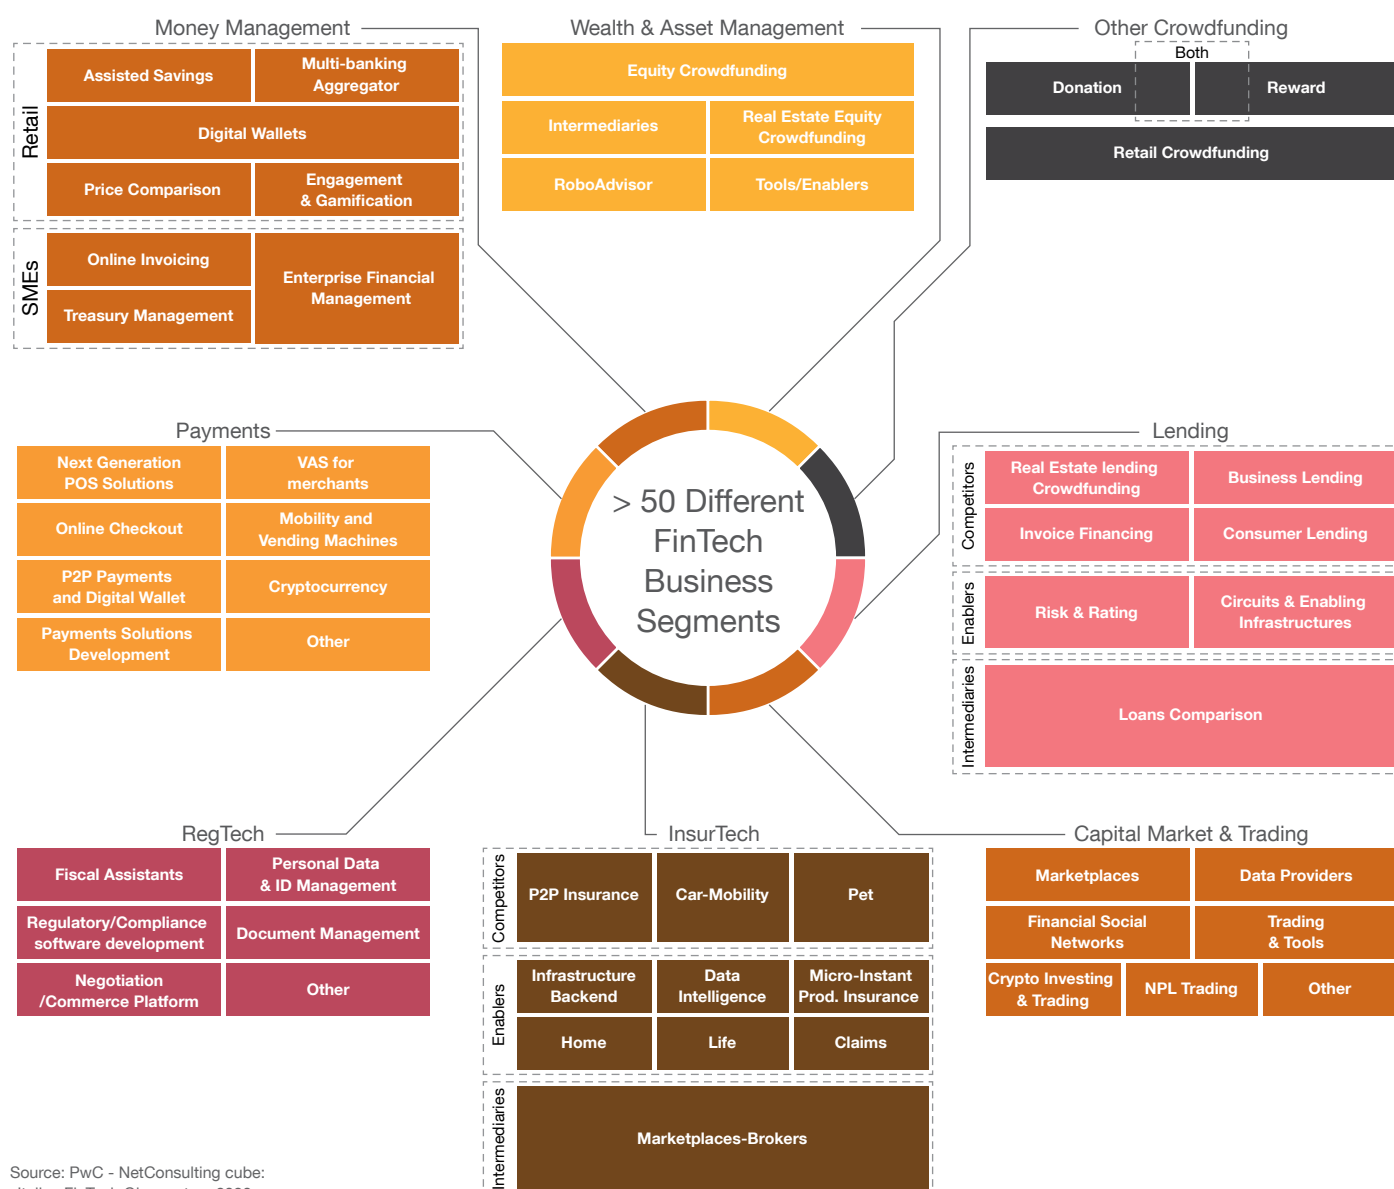 Money Management
Retail
Assisted Savings
Multi-banking
Aggregator
Digital Wallets
Price Comparison
Engagement
& Gamification
SMEs
Online Invoicing
Treasury Management
Enterprise Financial
Management
Wealth & Asset Management
Equity Crowdfunding
Intermediaries
Real Estate Equity
Crowdfunding
RoboAdvisor
Tools/Enablers
Other Crowdfunding
Both
Donation
Reward
Retail Crowdfunding
Payments
Next Generation
POS Solutions
VAS for
merchants
Online Checkout
Mobility and
Vending Machines
P2P Payments
and Digital Wallet
Cryptocurrency
Payments Solutions
Development
Other
> 50 Different
FinTech
Business
Segments
Lending
Competitors
Real Estate lending
Crowdfunding
Business Lending
Invoice Financing
Consumer Lending
Enablers
Risk & Rating
Circuits & Enabling
Infrastructures
Intermediaries
Loans Comparison
RegTech
Fiscal Assistants
Personal Data
& ID Management
Regulatory/Compliance
software development
Document Management
Negotiation
/Commerce Platform
Other
InsurTech
Competitors
P2P Insurance
Car-Mobility
Pet
Enablers
Infrastructure
Backend
Data
Intelligence
Micro-Instant
Prod. Insurance
Home
Life
Claims
Intermediaries
Marketplaces-Brokers
Capital Market & Trading
Marketplaces
Data Providers
Financial Social
Networks
Trading
& Tools
Crypto Investing
& Trading
NPL Trading
Other
Source: PwC - NetConsulting cube: